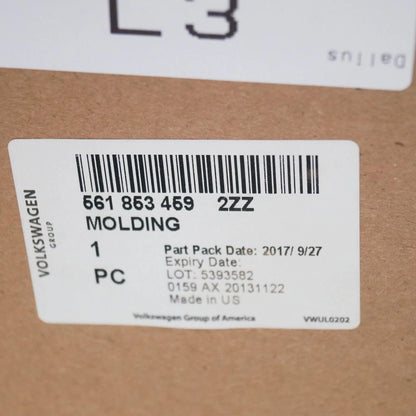 L3
Dallus
VOLKSWAGEN
GROUP
561 853 459 2ZZ
MOLDING
1
PC
Part Pack Date: 2017/ 9/27
Expiry Date:
LOT: 5393582
0159 AX 20131122
Made in US
Volkswagen Group of America
VWUL0202